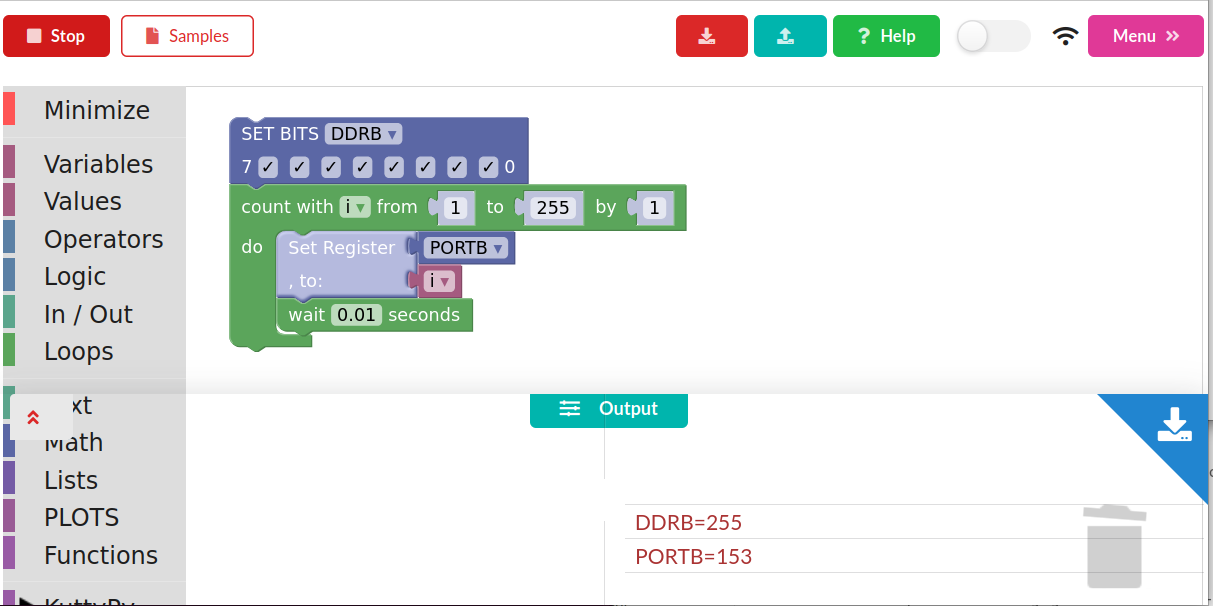 Stop
Samples
Help
Menu
Minimize
Variables
Values
Operators
Logic
In / Out
Loops
xt
Math
Lists
PLOTS
Functions
KuttyPy
SET BITS DDRB
7 ✓ ✓ ✓ ✓ ✓ ✓ ✓ ✓ 0
count with i from 1 to 255 by 1
do
Set Register PORTB
, to: i
wait 0.01 seconds
Output
DDRB=255
PORTB=153